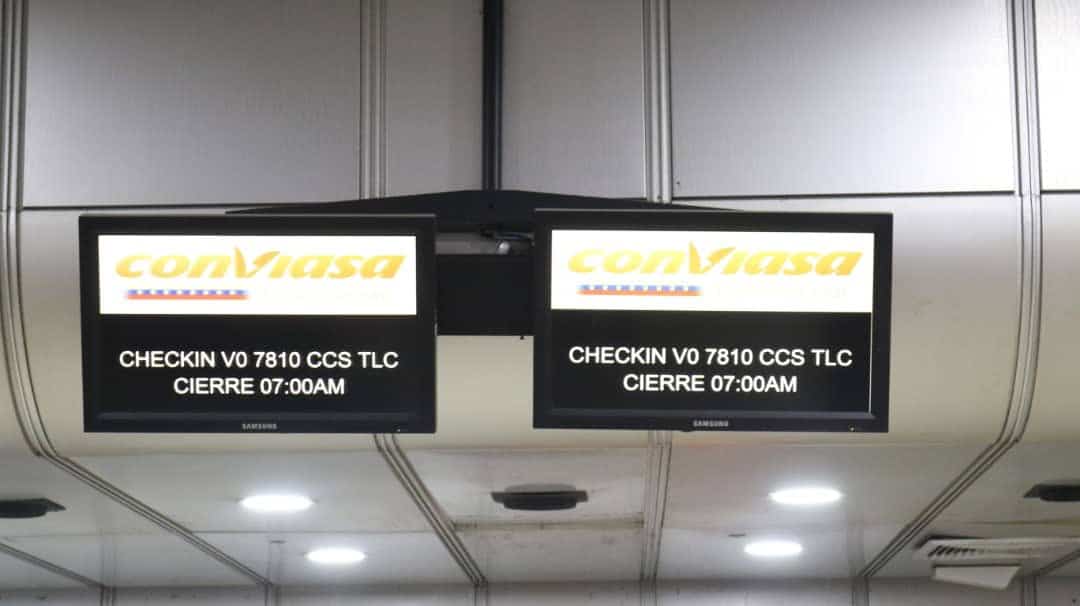 conviasa
CHECKIN V0 7810 CCS TLC
CIERRE 07:00AM
SAMSUNG
conviasa
CHECKIN V0 7810 CCS TLC
CIERRE 07:00AM
SAMSUNG